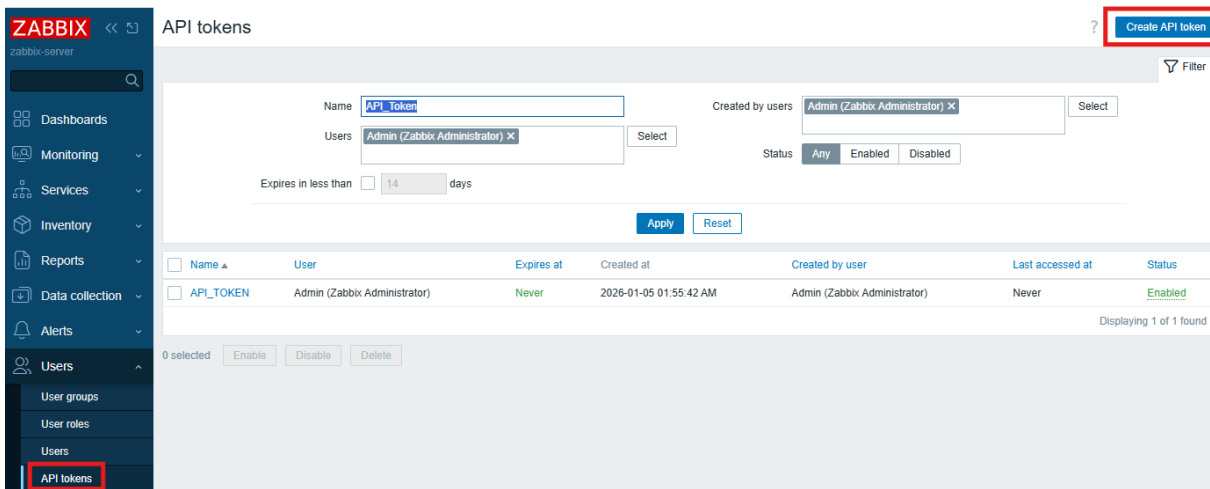 ZABBIX
zabbix-server
Dashboards
Monitoring
Services
Inventory
Reports
Data collection
Alerts
Users
User groups
User roles
Users
API tokens
API tokens
? Create API token
Filter
Name API_Token
Users Admin (Zabbix Administrator) Select
Expires in less than 14 days
Created by users Admin (Zabbix Administrator) Select
Status Any Enabled Disabled
Apply Reset
Name User Expires at Created at Created by user Last accessed at Status
API_TOKEN Admin (Zabbix Administrator) Never 2026-01-05 01:55:42 AM Admin (Zabbix Administrator) Never Enabled
Displaying 1 of 1 found
0 selected Enable Disable Delete